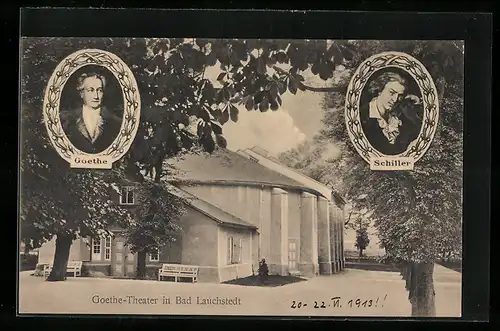 Goethe
Schiller
Goethe-Theater in Bad Lauchstedt
20-22. VI. 1913!!